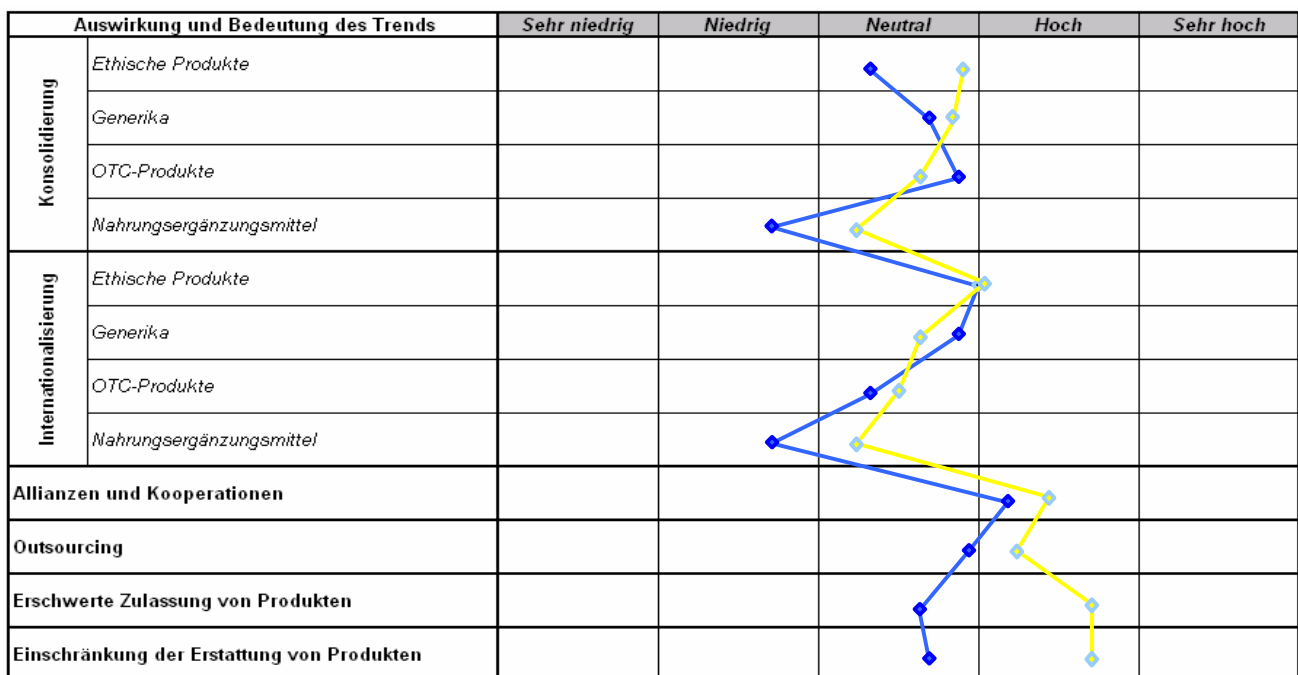 Auswirkung und Bedeutung des Trends Sehr niedrig Niedrig Neutral Hoch Sehr hoch
Konsolidierung
Ethische Produkte
Generika
OTC-Produkte
Nahrungsergänzungsmittel
Internationalisierung
Ethische Produkte
Generika
OTC-Produkte
Nahrungsergänzungsmittel
Allianzen und Kooperationen
Outsourcing
Erschwerte Zulassung von Produkten
Einschränkung der Erstattung von Produkten